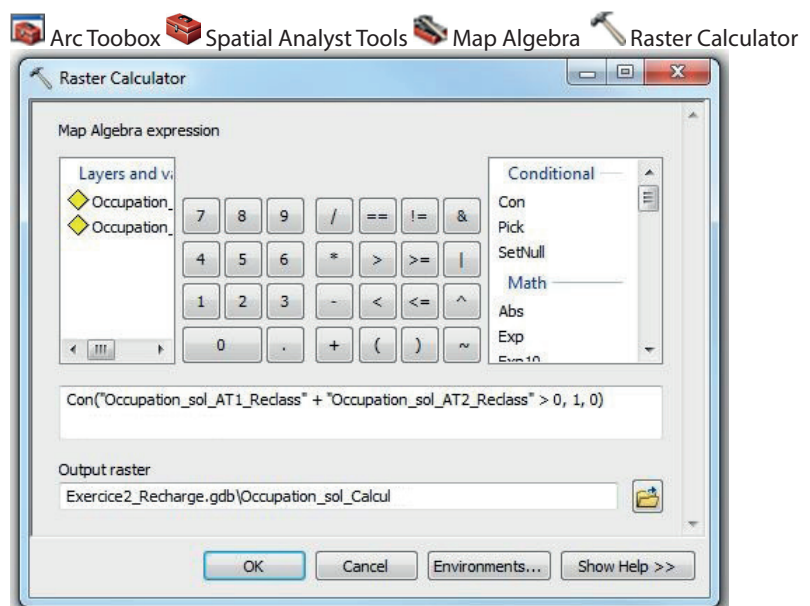 Arc Toobox Spatial Analyst Tools Map Algebra Raster Calculator
Raster Calculator
Map Algebra expression
Layers and va
Occupation_
Occupation_
7 8 9 / == != &
4 5 6 * > >= |
1 2 3 - < <= ^
0 . + ( ) ~
Conditional
Con
Pick
SetNull
Math
Abs
Exp
Exp10
Con("Occupation_sol_AT1_Reclass" + "Occupation_sol_AT2_Reclass" > 0, 1, 0)
Output raster
Exercice2_Recharge.gdb\Occupation_sol_Calcul
OK Cancel Environments... Show Help >>